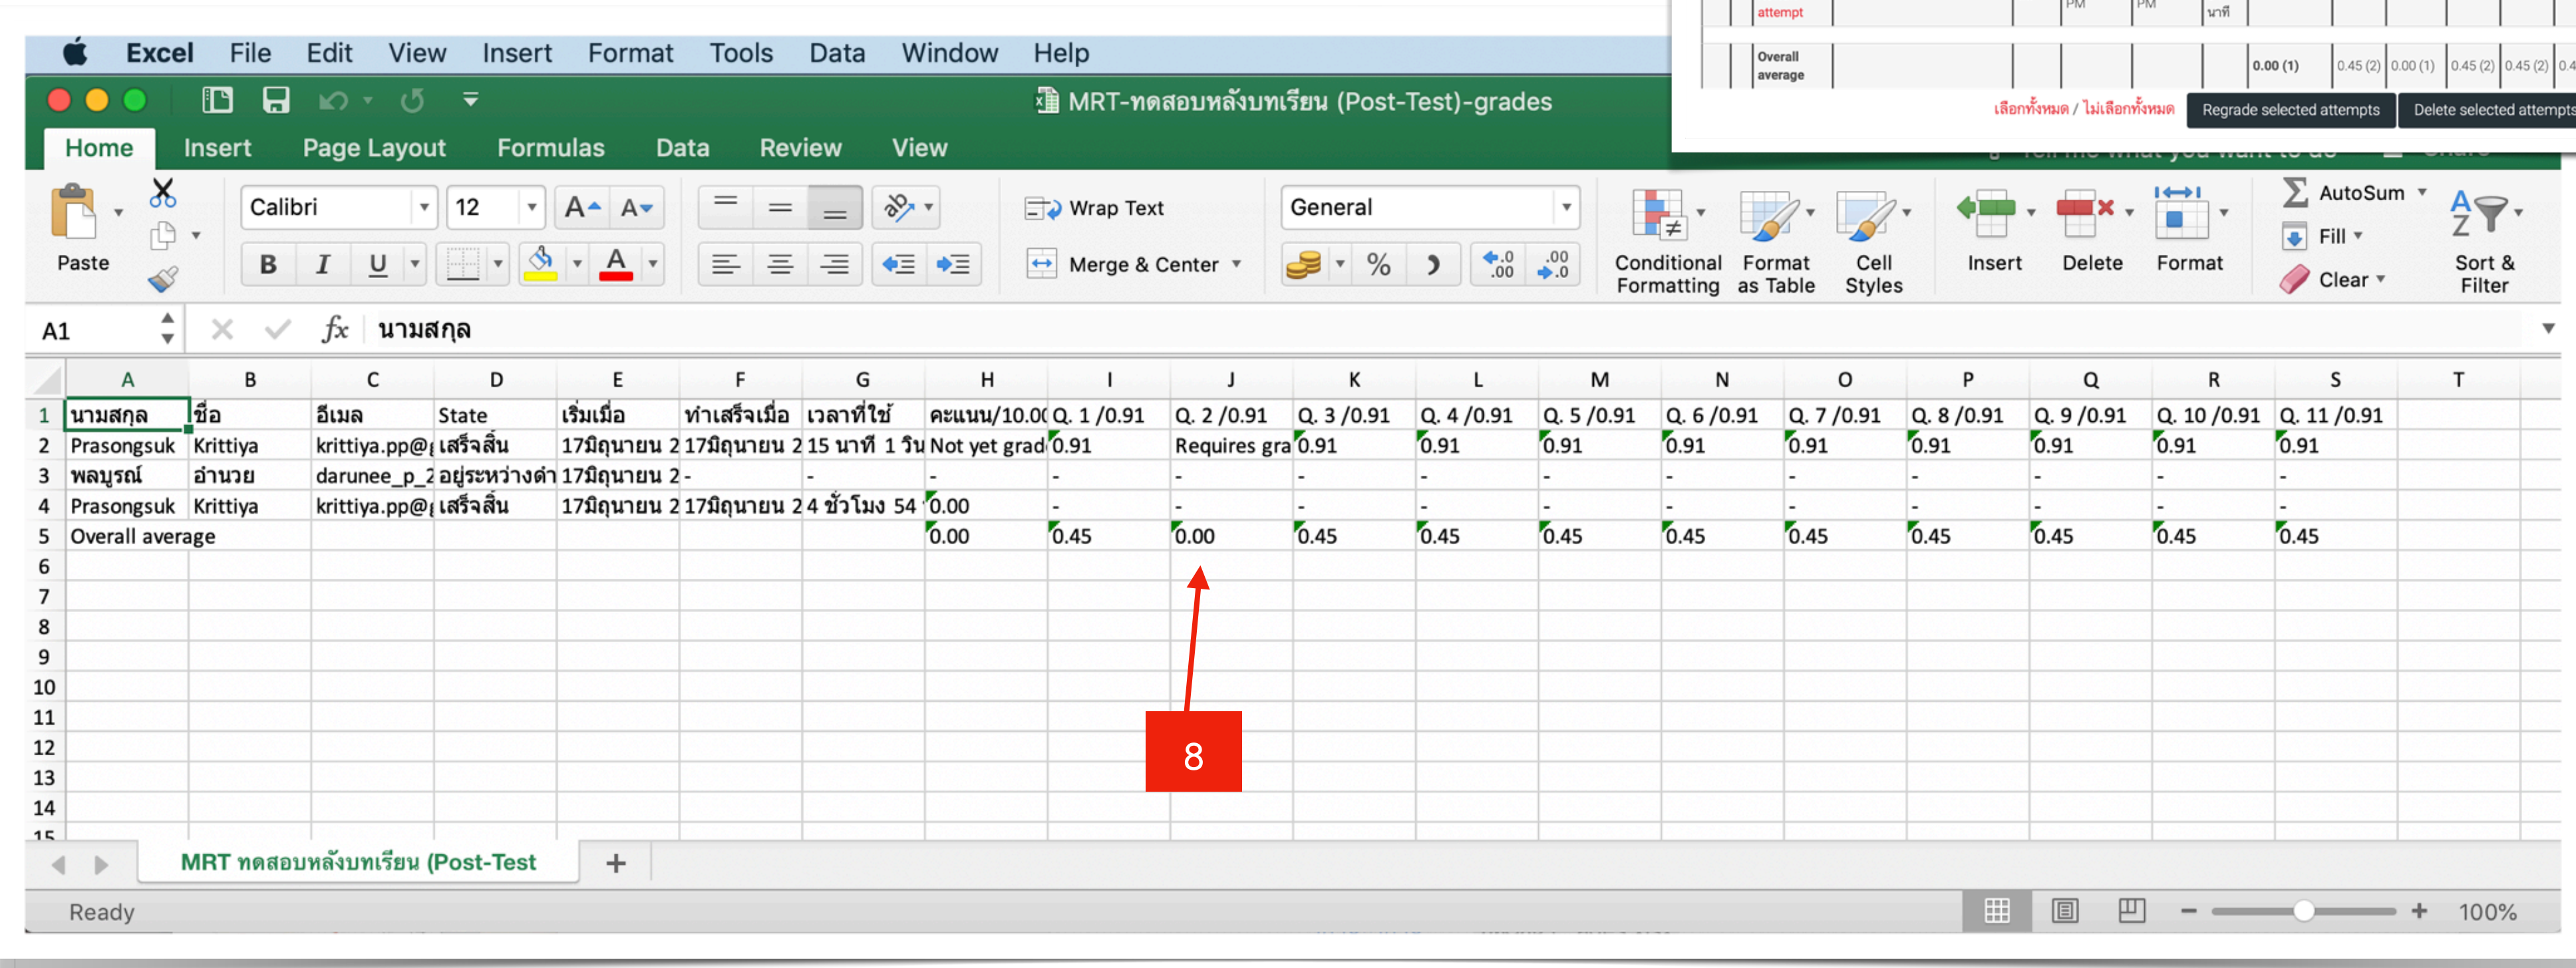 attempt PM PM นาที
Overall average 0.00 (1) 0.45 (2) 0.00 (1) 0.45 (2) 0.45 (2)
เลือกทั้งหมด / ไม่เลือกทั้งหมด Regrade selected attempts Delete selected attempts
Excel File Edit View Insert Format Tools Data Window Help
MRT-ทดสอบหลังบทเรียน (Post-Test)-grades
Home Insert Page Layout Formulas Data Review View
Paste Calibri 12 Wrap Text General AutoSum
B I U Merge & Center % Conditional Formatting Format as Table Cell Styles Insert Delete Format Fill Clear Sort & Filter
A1 fx นามสกุล
A B C D E F G H I J K L M N O P Q R S T
1 นามสกุล ชื่อ อีเมล State เริ่มเมื่อ ทำเสร็จเมื่อ เวลาที่ใช้ คะแนน/10.00 Q. 1 /0.91 Q. 2 /0.91 Q. 3 /0.91 Q. 4 /0.91 Q. 5 /0.91 Q. 6 /0.91 Q. 7 /0.91 Q. 8 /0.91 Q. 9 /0.91 Q. 10 /0.91 Q. 11 /0.91
2 Prasongsuk Krittiya krittiya.pp@ เสร็จสิ้น 17มิถุนายน 2 17มิถุนายน 2 15 นาที 1 วิน Not yet grad 0.91 Requires gra 0.91 0.91 0.91 0.91 0.91 0.91 0.91 0.91 0.91
3 พลบูรณ์ อำนวย darunee_p_2 อยู่ระหว่างดำ 17มิถุนายน 2 - - - - - - - - - - - - - -
4 Prasongsuk Krittiya krittiya.pp@ เสร็จสิ้น 17มิถุนายน 2 17มิถุนายน 2 4 ชั่วโมง 54 0.00 - - - - - - - - - - -
5 Overall average 0.00 0.45 0.00 0.45 0.45 0.45 0.45 0.45 0.45 0.45 0.45 0.45
6
7
8
9
10
11
12
13
14
15
8
MRT ทดสอบหลังบทเรียน (Post-Test +
Ready 100%